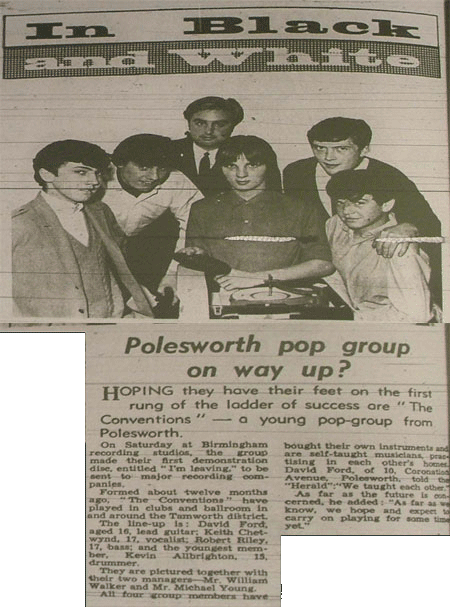 In Black
and White
Polesworth pop group
on way up?
HOPING they have their feet on the first
rung of the ladder of success are "The
Conventions" — a young pop-group from
Polesworth.
On Saturday at Birmingham
recording studios, the group
made their first demonstration
disc, entitled "I'm leaving," to be
sent to major recording com-
panies.
Formed about twelve months
ago, "The Conventions" have
played in clubs and ballroom in
and around the Tamworth district.
The line-up is: David Ford,
aged 16, lead guitar; Keith Chet-
wynd, 17, vocalist; Robert Riley,
17, bass; and the youngest mem-
ber, Kevin Allbrighton, 15,
drummer.
They are pictured together with
their two managers—Mr. William
Walker and Mr. Michael Young.
All four group members have
bought their own instruments and
are self-taught musicians, prac-
tising in each other's homes.
David Ford, of 10, Coronation
Avenue, Polesworth, told the
"Herald": "We taught each other."
As far as the future is con-
cerned, he added: "As far as we
know, we hope and expect to
carry on playing for some time
yet."